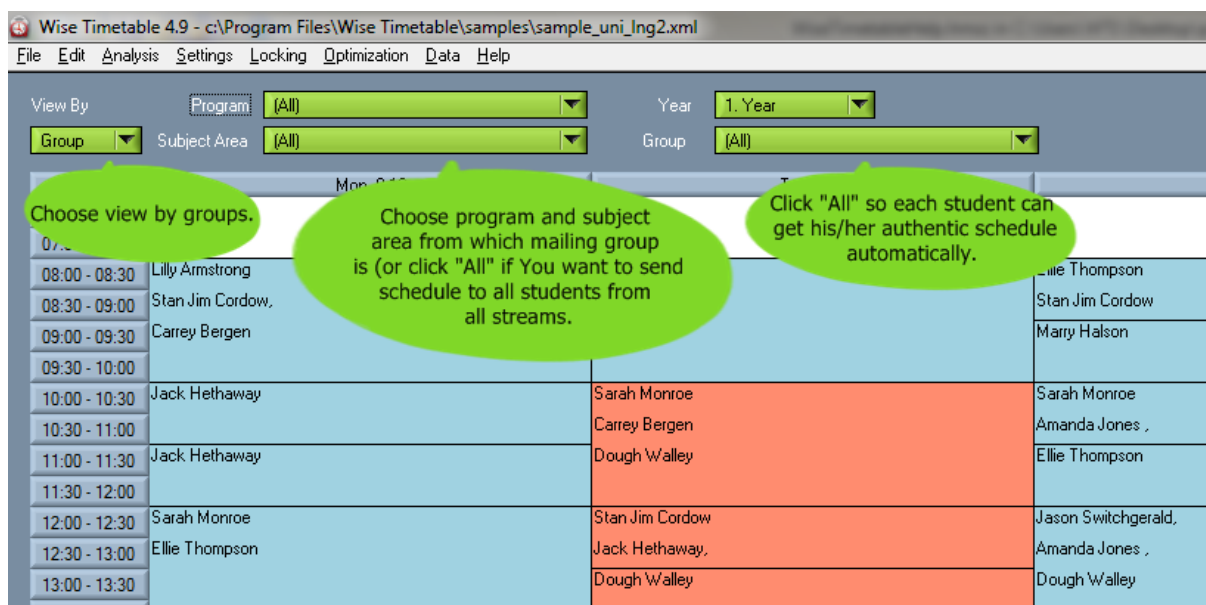 Wise Timetable 4.9 - c:\Program Files\Wise Timetable\samples\sample_uni_lng2.xml
File Edit Analysis Settings Locking Optimization Data Help
View By Program (All) Year 1. Year
Group Subject Area (All) Group (All)
Choose view by groups.
Choose program and subject
area from which mailing group
is (or click "All" if You want to send
schedule to all students from
all streams.
Click "All" so each student can
get his/her authentic schedule
automatically.
08:00 - 08:30 Lilly Armstrong Ellie Thompson
08:30 - 09:00 Stan Jim Cordow, Stan Jim Cordow
09:00 - 09:30 Carrey Bergen Marry Halson
09:30 - 10:00
10:00 - 10:30 Jack Hethaway Sarah Monroe Sarah Monroe
10:30 - 11:00 Carrey Bergen Amanda Jones ,
11:00 - 11:30 Jack Hethaway Dough Walley Ellie Thompson
11:30 - 12:00
12:00 - 12:30 Sarah Monroe Stan Jim Cordow Jason Switchgerald,
12:30 - 13:00 Ellie Thompson Jack Hethaway, Amanda Jones ,
13:00 - 13:30 Dough Walley Dough Walley